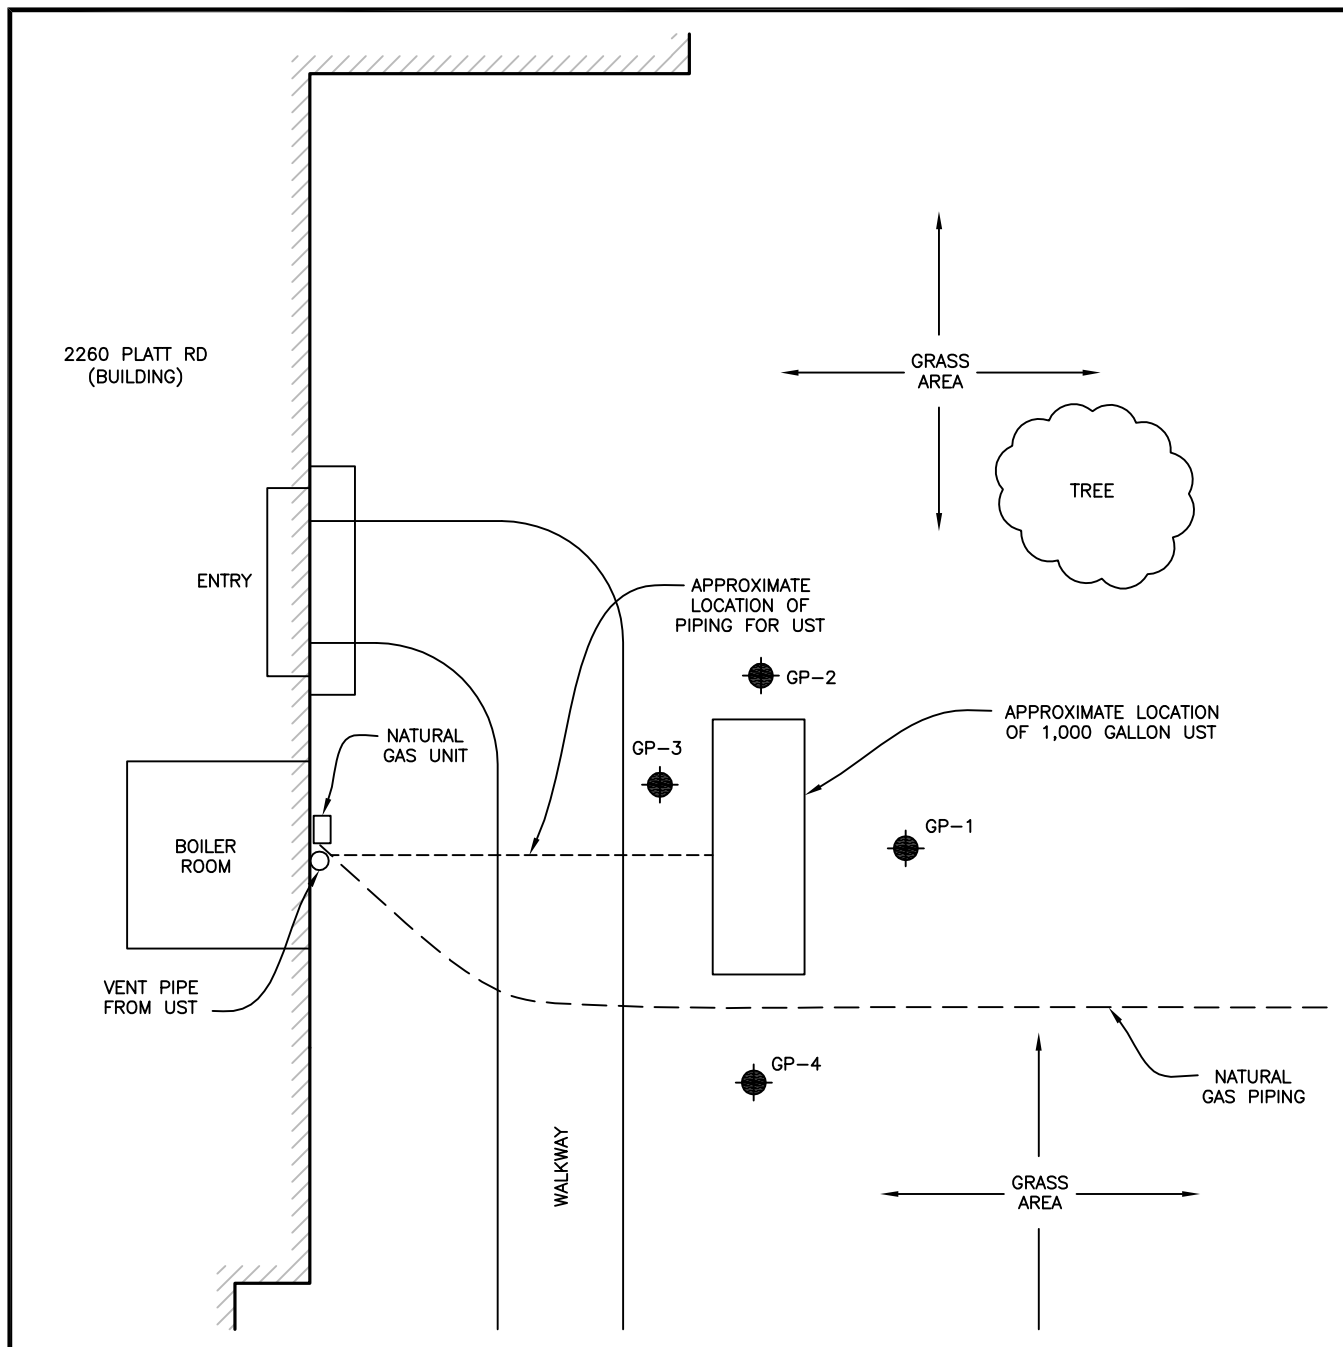 2260 PLATT RD
(BUILDING)
GRASS
AREA
TREE
ENTRY
APPROXIMATE
LOCATION OF
PIPING FOR UST
GP-2
APPROXIMATE LOCATION
OF 1,000 GALLON UST
NATURAL
GAS UNIT
GP-3
GP-1
BOILER
ROOM
VENT PIPE
FROM UST
GP-4
NATURAL
GAS PIPING
WALKWAY
GRASS
AREA